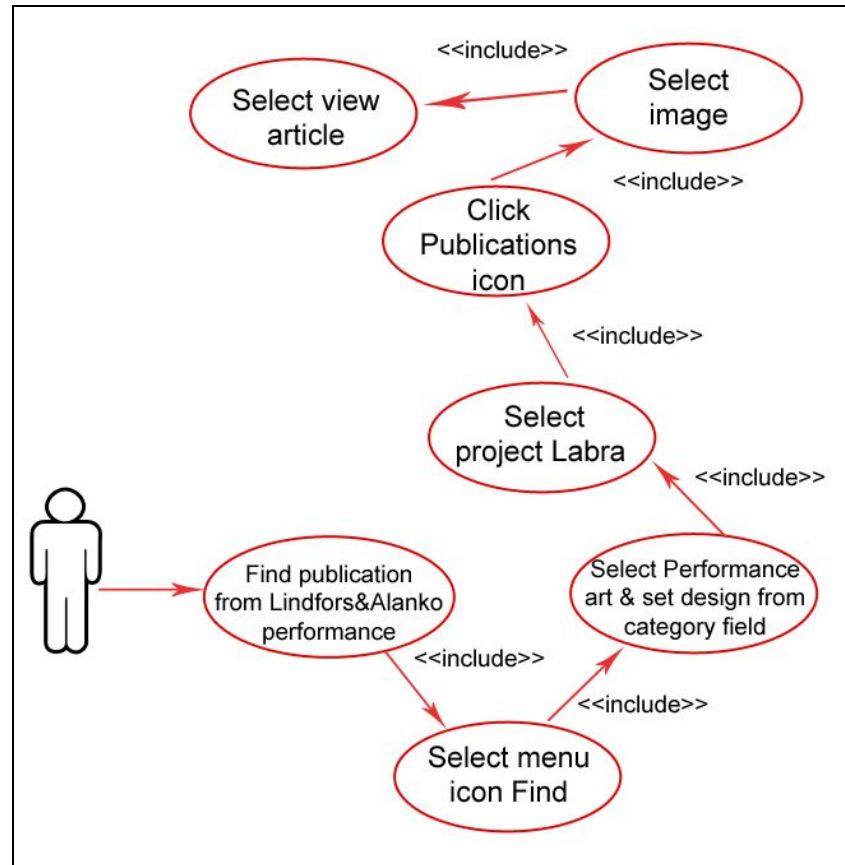 <<include>>
Select
image
Select view
article
<<include>>
Click
Publications
icon
<<include>>
Select
project Labra
<<include>>
Find publication
from Lindfors&Alanko
performance
Select Performance
art & set design from
category field
<<include>>
<<include>>
Select menu
icon Find